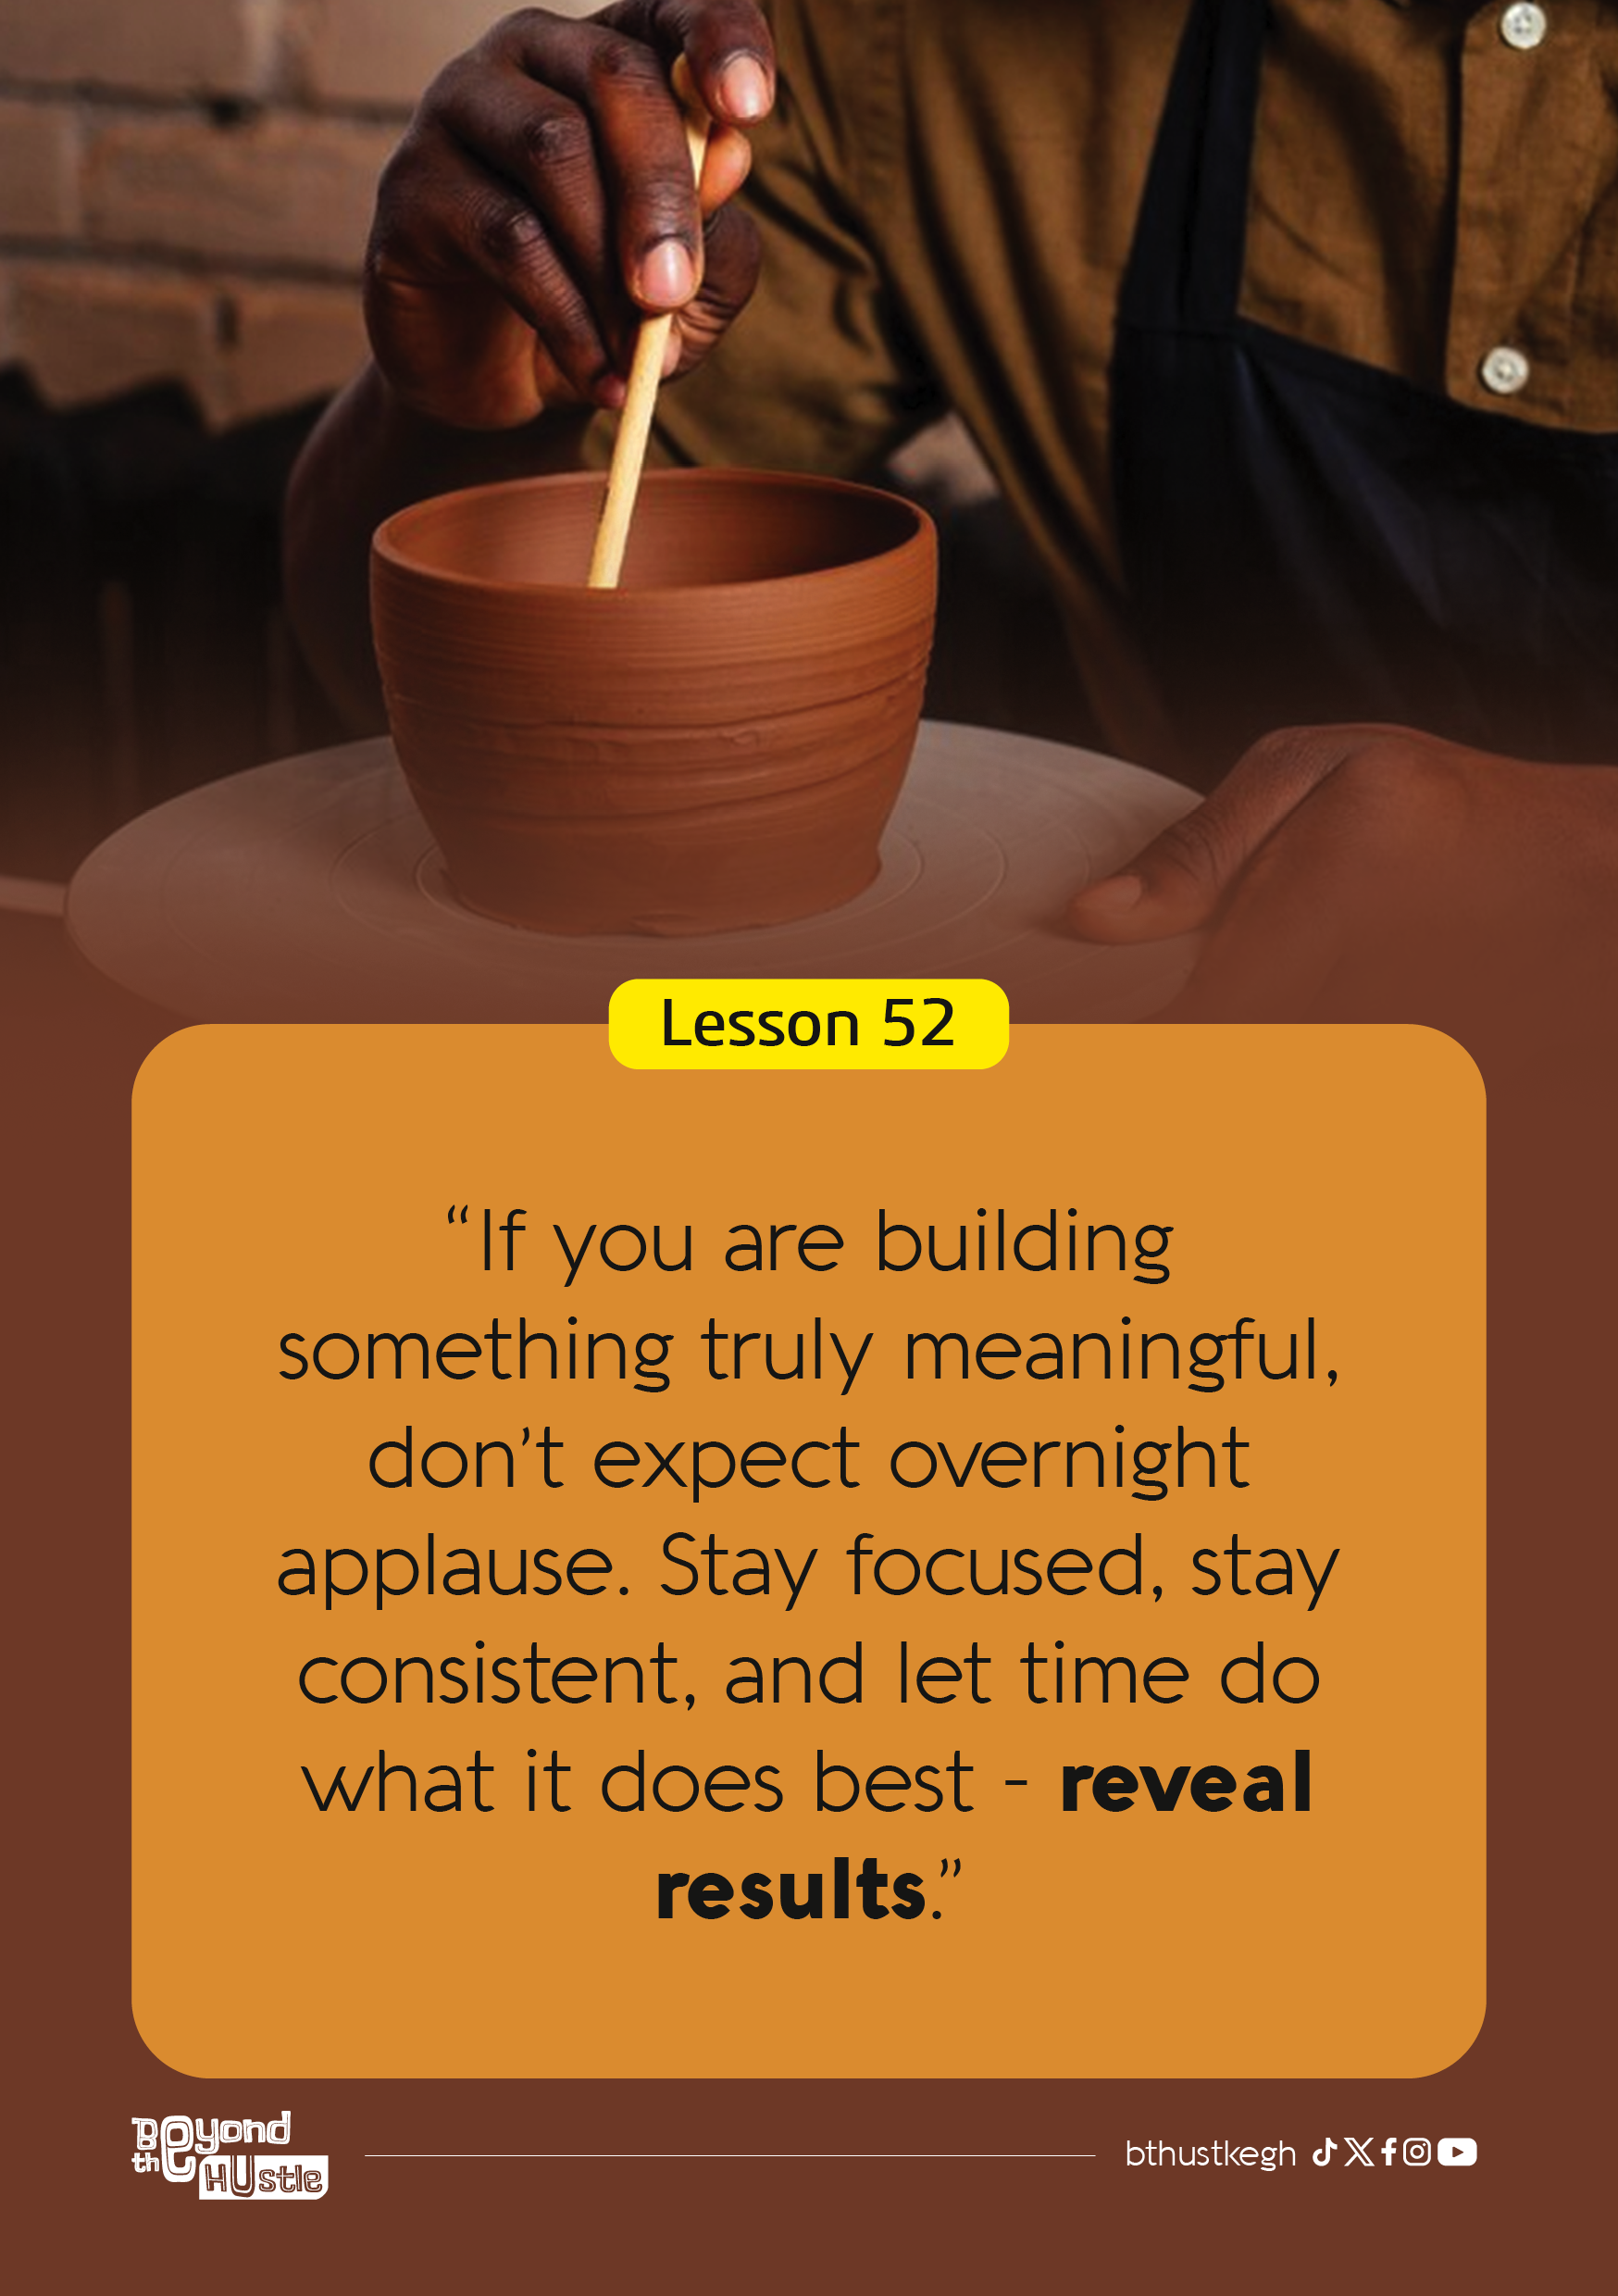 Lesson 52
“If you are building
something truly meaningful,
don’t expect overnight
applause. Stay focused, stay
consistent, and let time do
what it does best - reveal
results.”
Beyond
the HUstle
bthustkegh